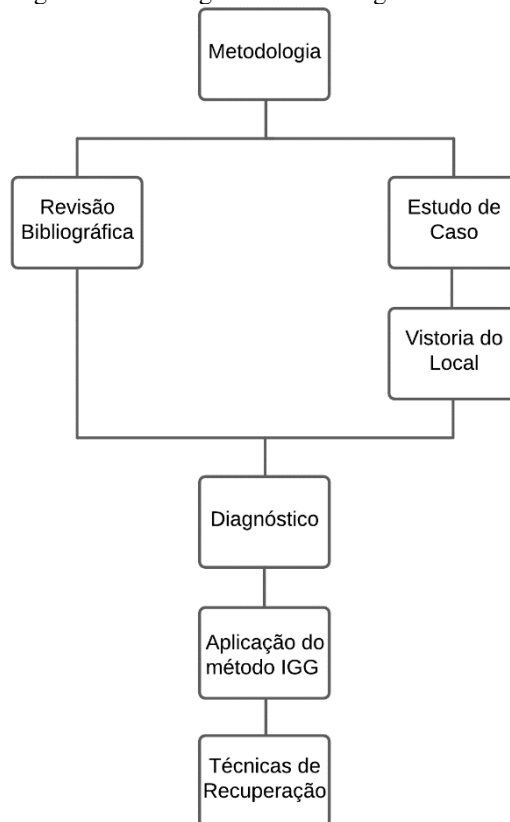 Metodologia
Revisão
Bibliográfica
Estudo de
Caso
Vistoria do
Local
Diagnóstico
Aplicação do
método IGG
Técnicas de
Recuperação